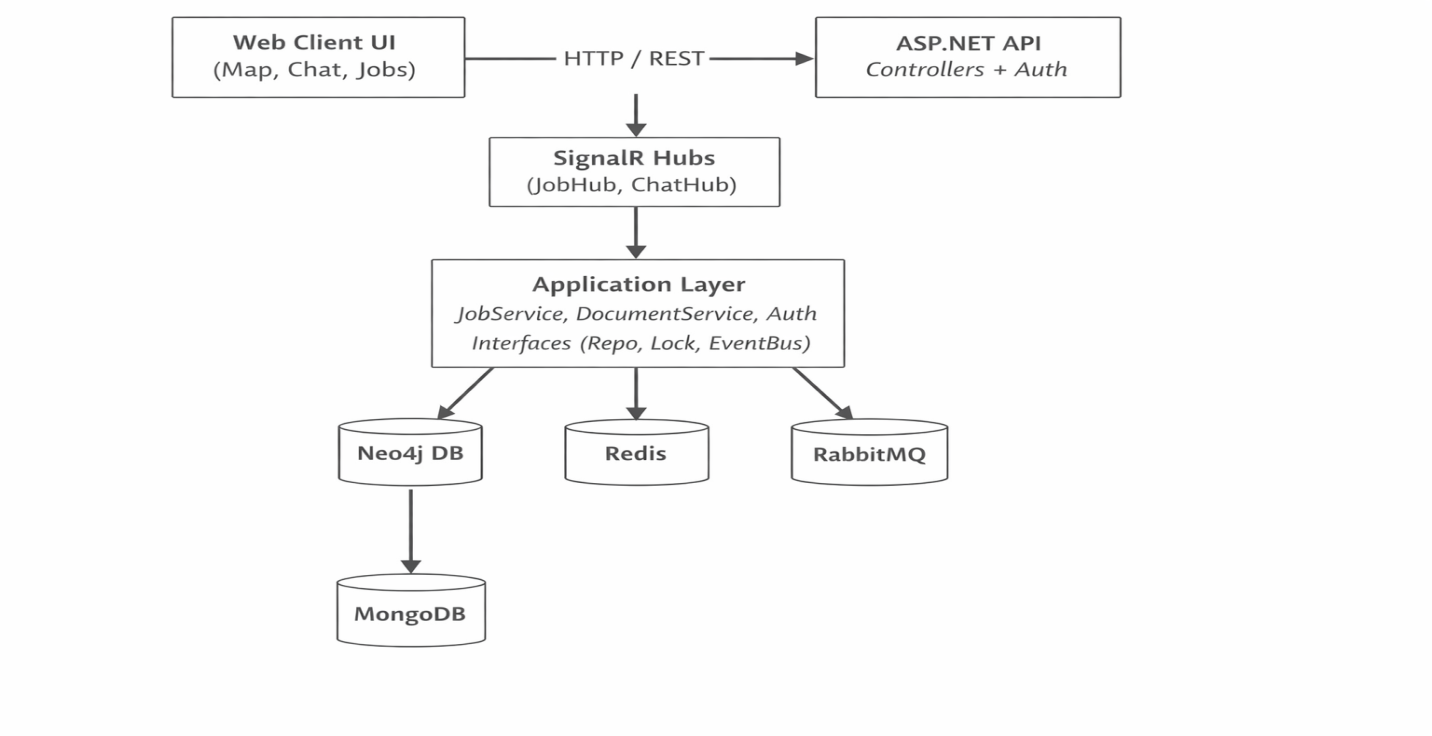 Web Client UI
(Map, Chat, Jobs)
HTTP / REST
ASP.NET API
Controllers + Auth
SignalR Hubs
(JobHub, ChatHub)
Application Layer
JobService, DocumentService, Auth
Interfaces (Repo, Lock, EventBus)
Neo4j DB
Redis
RabbitMQ
MongoDB